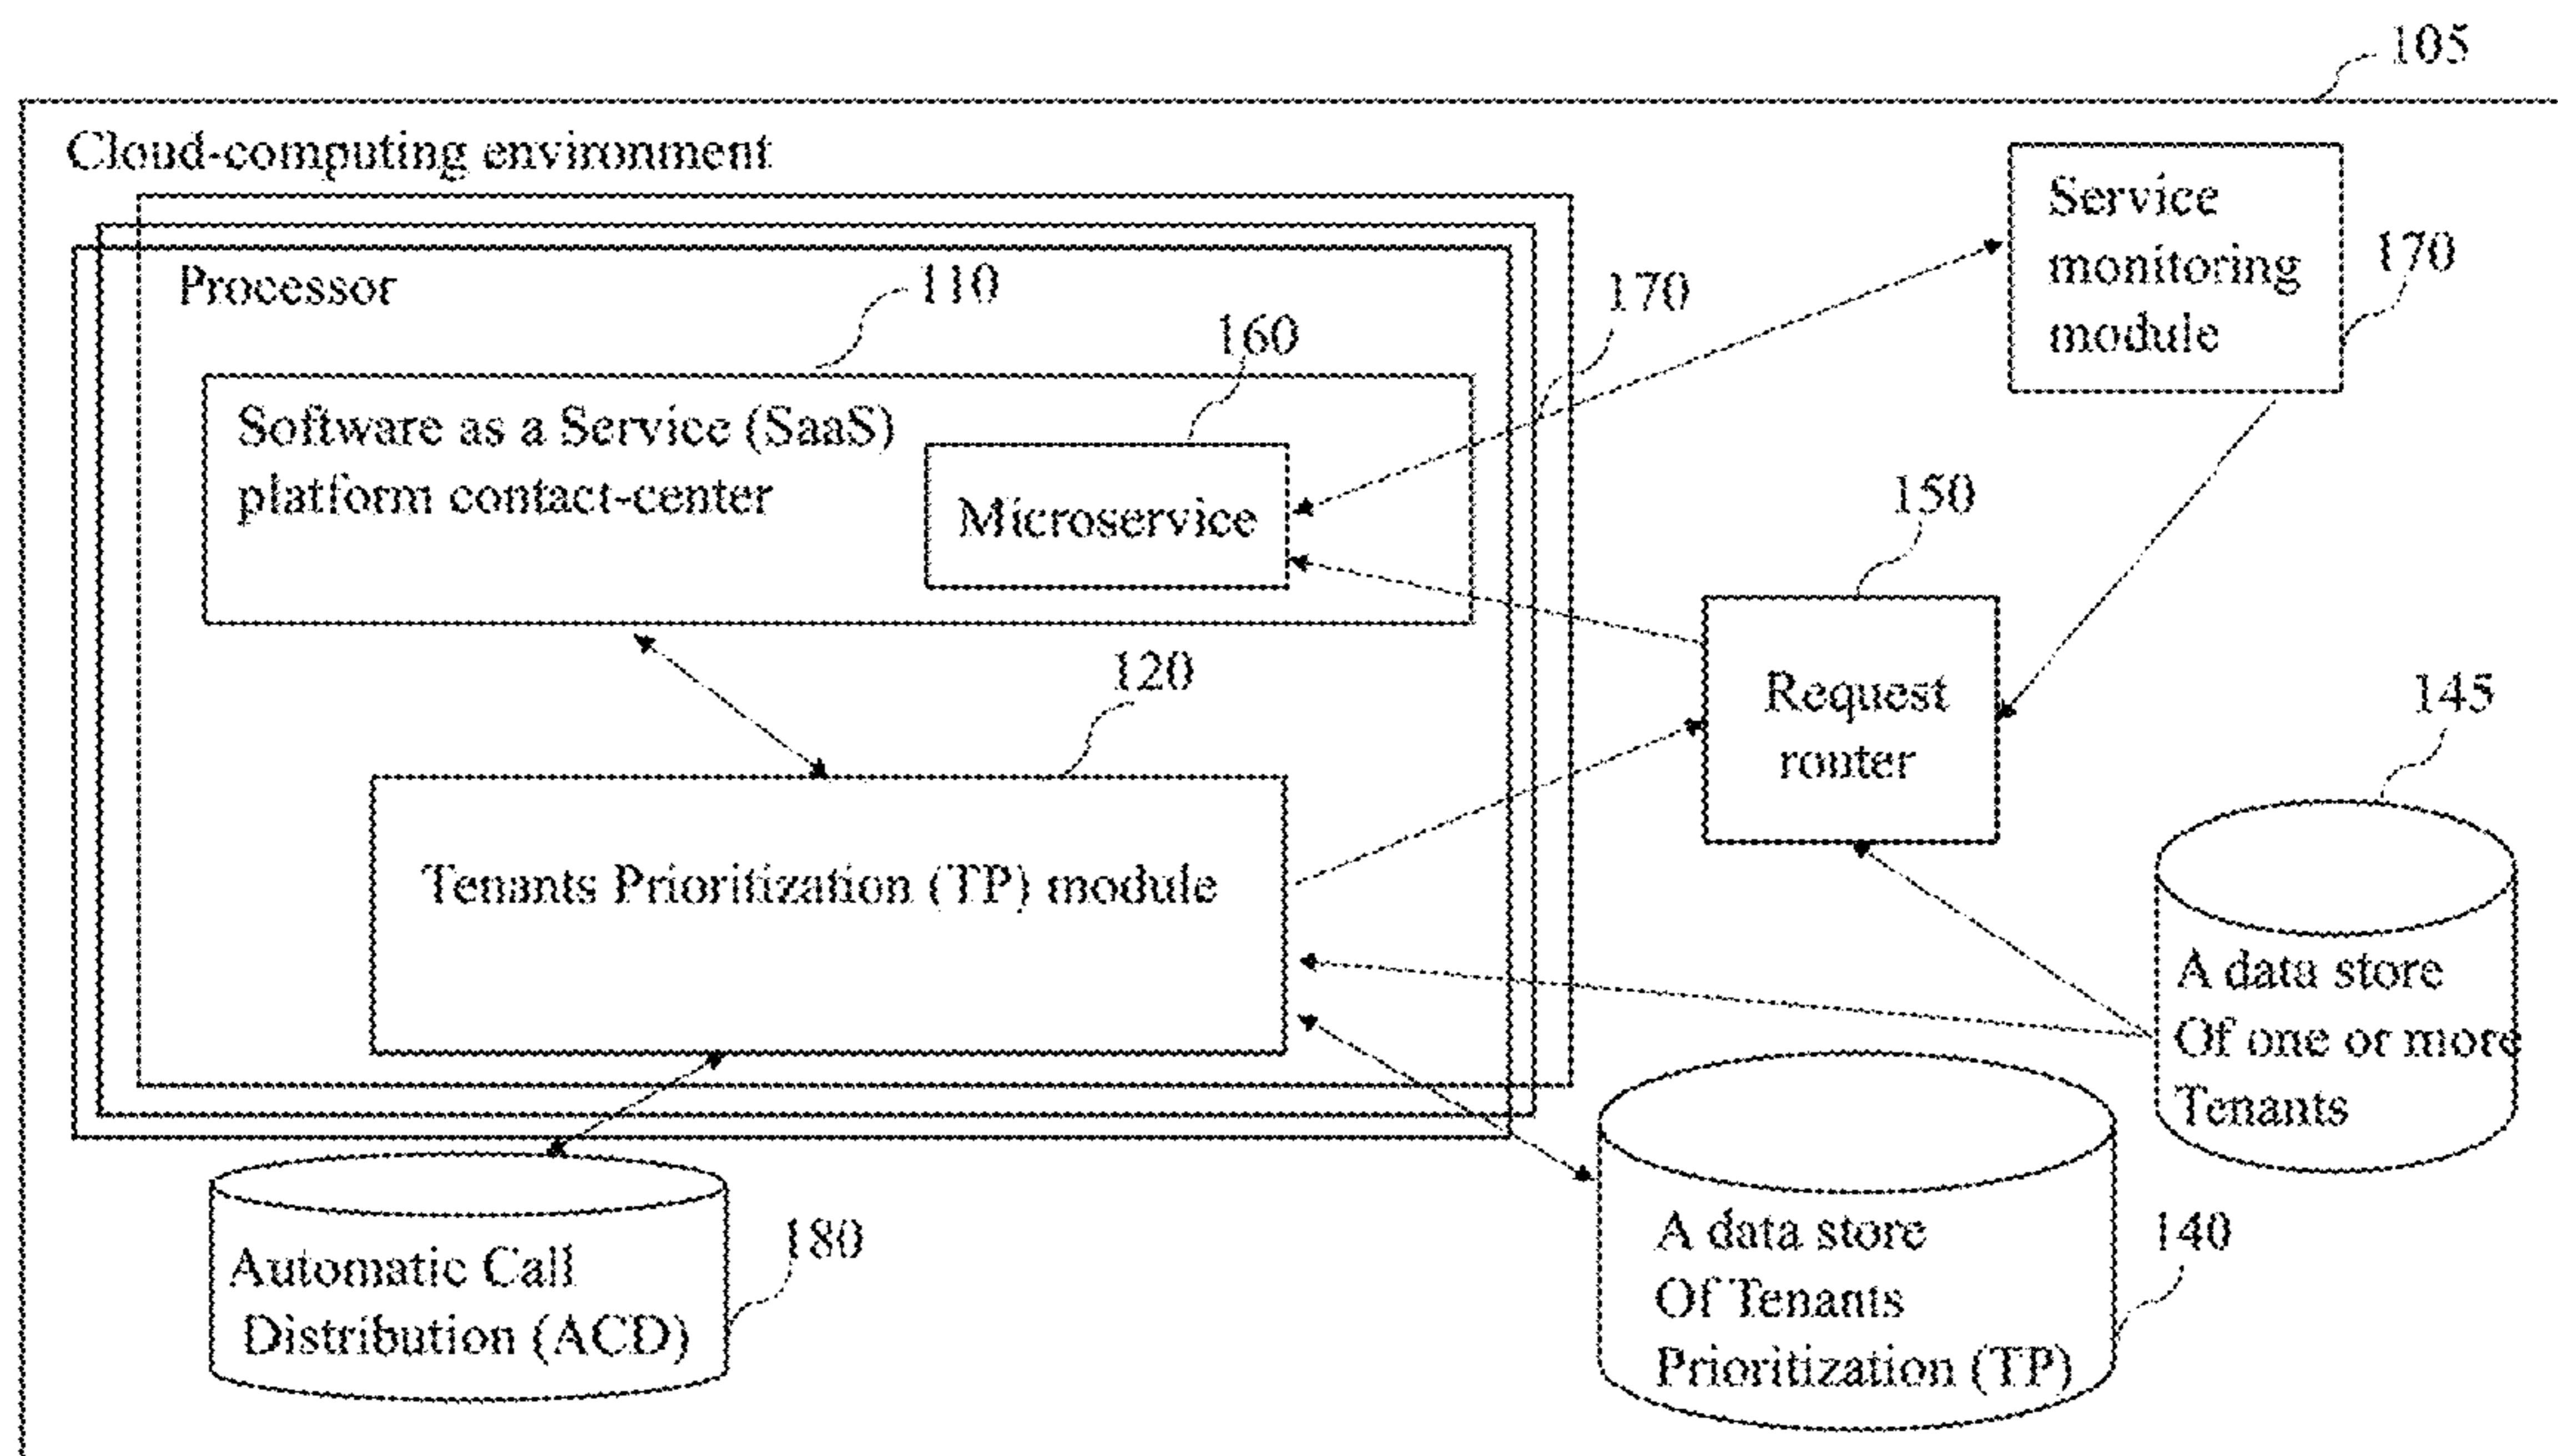 105
Cloud-computing environment
Service
monitoring
module
170
Processor
110
170
160
Software as a Service (SaaS)
platform contact-center
Microservice
150
Request
router
120
145
Tenants Prioritization (TP) module
A data store
Of one or more
Tenants
Automatic Call
Distribution (ACD)
180
A data store
Of Tenants
Prioritization (TP)
140